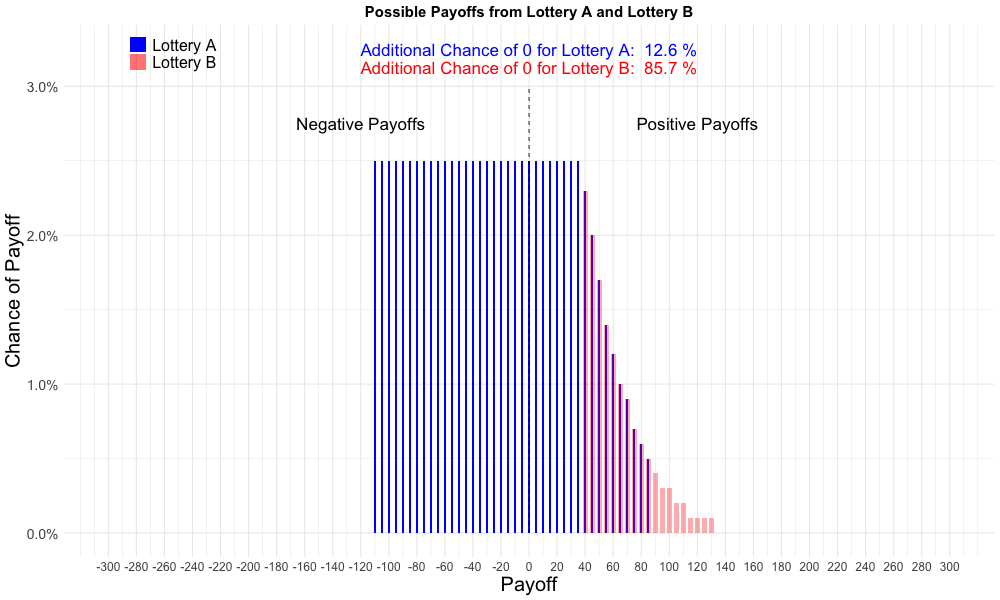 Possible Payoffs from Lottery A and Lottery B
Lottery A
Lottery B
Additional Chance of 0 for Lottery A: 12.6 %
Additional Chance of 0 for Lottery B: 85.7 %
3.0%
Negative Payoffs
Positive Payoffs
2.0%
Chance of Payoff
1.0%
0.0%
-300 -280 -260 -240 -220 -200 -180 -160 -140 -120 -100 -80 -60 -40 -20 0 20 40 60 80 100 120 140 160 180 200 220 240 260 280 300
Payoff